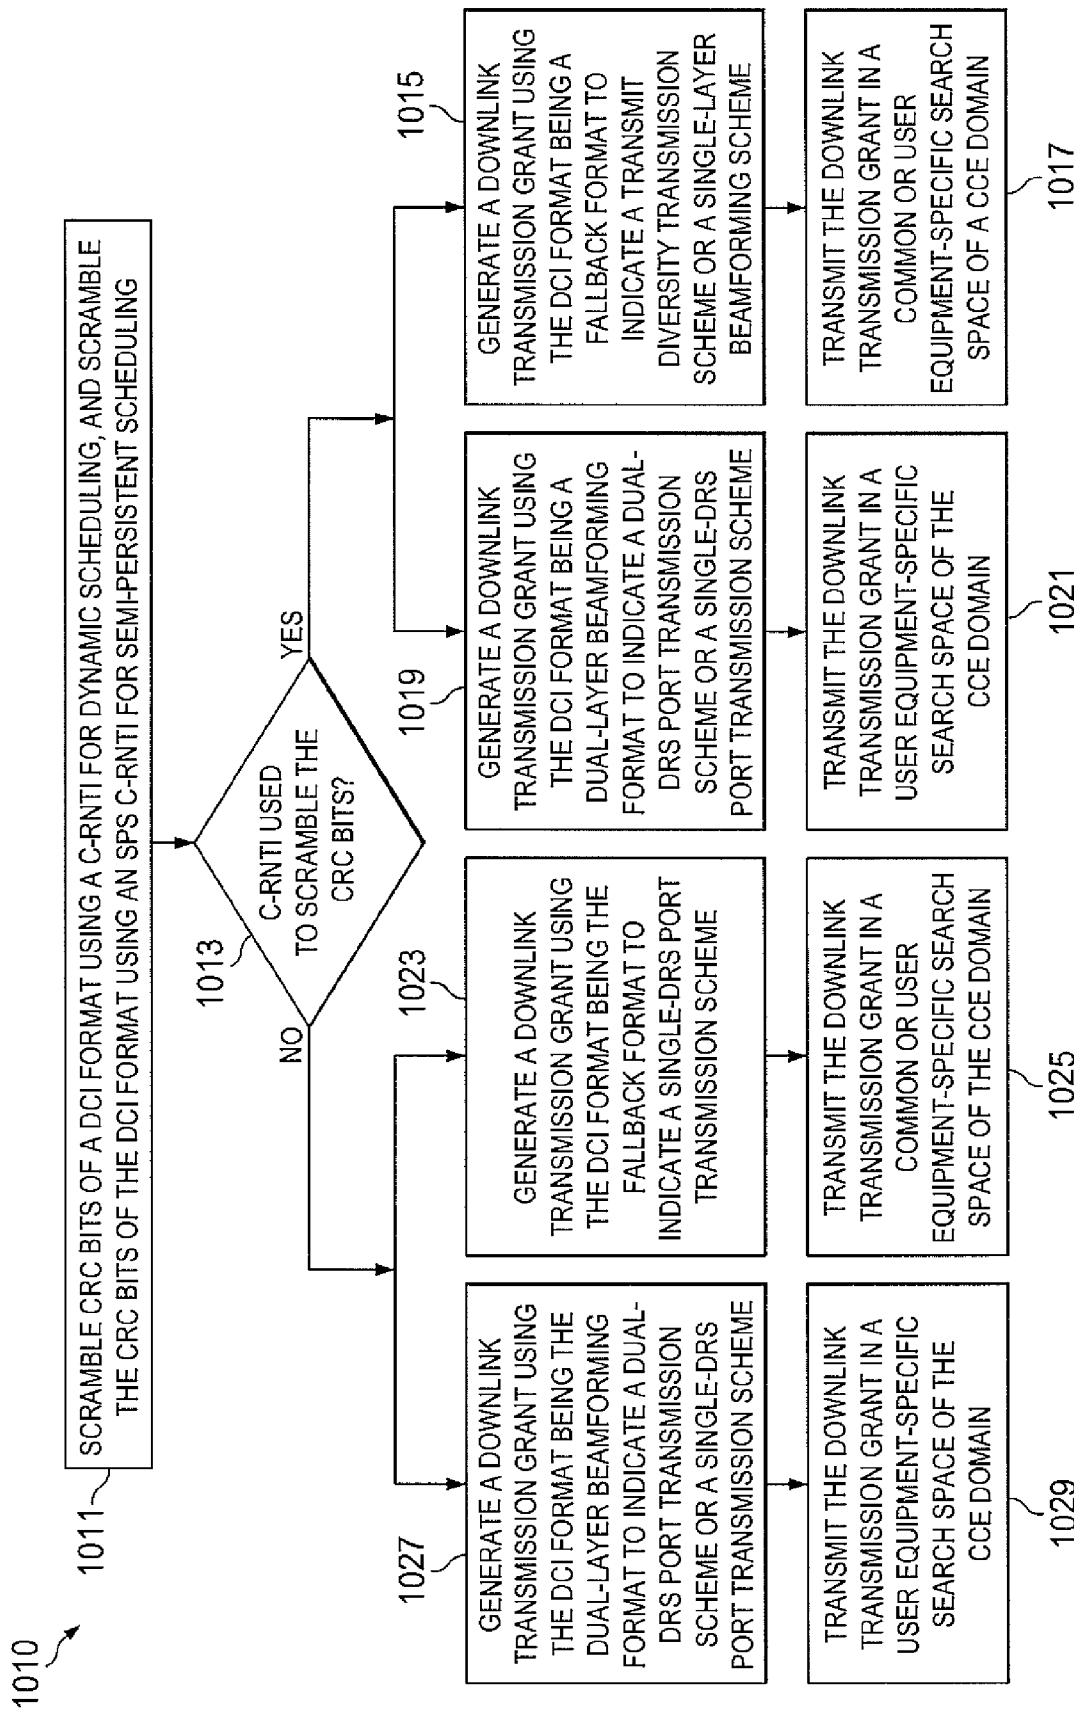 1010
1011
SCRAMBLE CRC BITS OF A DCI FORMAT USING A C-RNTI FOR DYNAMIC SCHEDULING, AND SCRAMBLE
THE CRC BITS OF THE DCI FORMAT USING AN SPS C-RNTI FOR SEMI-PERSISTENT SCHEDULING
1013
C-RNTI USED
TO SCRAMBLE THE
CRC BITS?
NO
YES
1027
GENERATE A DOWNLINK
TRANSMISSION GRANT USING
THE DCI FORMAT BEING THE
DUAL-LAYER BEAMFORMING
FORMAT TO INDICATE A DUAL-
DRS PORT TRANSMISSION
SCHEME OR A SINGLE-DRS
PORT TRANSMISSION SCHEME
1023
GENERATE A DOWNLINK
TRANSMISSION GRANT USING
THE DCI FORMAT BEING THE
FALLBACK FORMAT TO
INDICATE A SINGLE-DRS PORT
TRANSMISSION SCHEME
1019
GENERATE A DOWNLINK
TRANSMISSION GRANT USING
THE DCI FORMAT BEING A
DUAL-LAYER BEAMFORMING
FORMAT TO INDICATE A DUAL-
DRS PORT TRANSMISSION
SCHEME OR A SINGLE-DRS
PORT TRANSMISSION SCHEME
1015
GENERATE A DOWNLINK
TRANSMISSION GRANT USING
THE DCI FORMAT BEING A
FALLBACK FORMAT TO
INDICATE A TRANSMIT
DIVERSITY TRANSMISSION
SCHEME OR A SINGLE-LAYER
BEAMFORMING SCHEME
TRANSMIT THE DOWNLINK
TRANSMISSION GRANT IN A
USER EQUIPMENT-SPECIFIC
SEARCH SPACE OF THE
CCE DOMAIN
1029
TRANSMIT THE DOWNLINK
TRANSMISSION GRANT IN A
COMMON OR USER
EQUIPMENT-SPECIFIC SEARCH
SPACE OF THE CCE DOMAIN
1025
TRANSMIT THE DOWNLINK
TRANSMISSION GRANT IN A
USER EQUIPMENT-SPECIFIC
SEARCH SPACE OF THE
CCE DOMAIN
1021
TRANSMIT THE DOWNLINK
TRANSMISSION GRANT IN A
COMMON OR USER
EQUIPMENT-SPECIFIC SEARCH
SPACE OF A CCE DOMAIN
1017